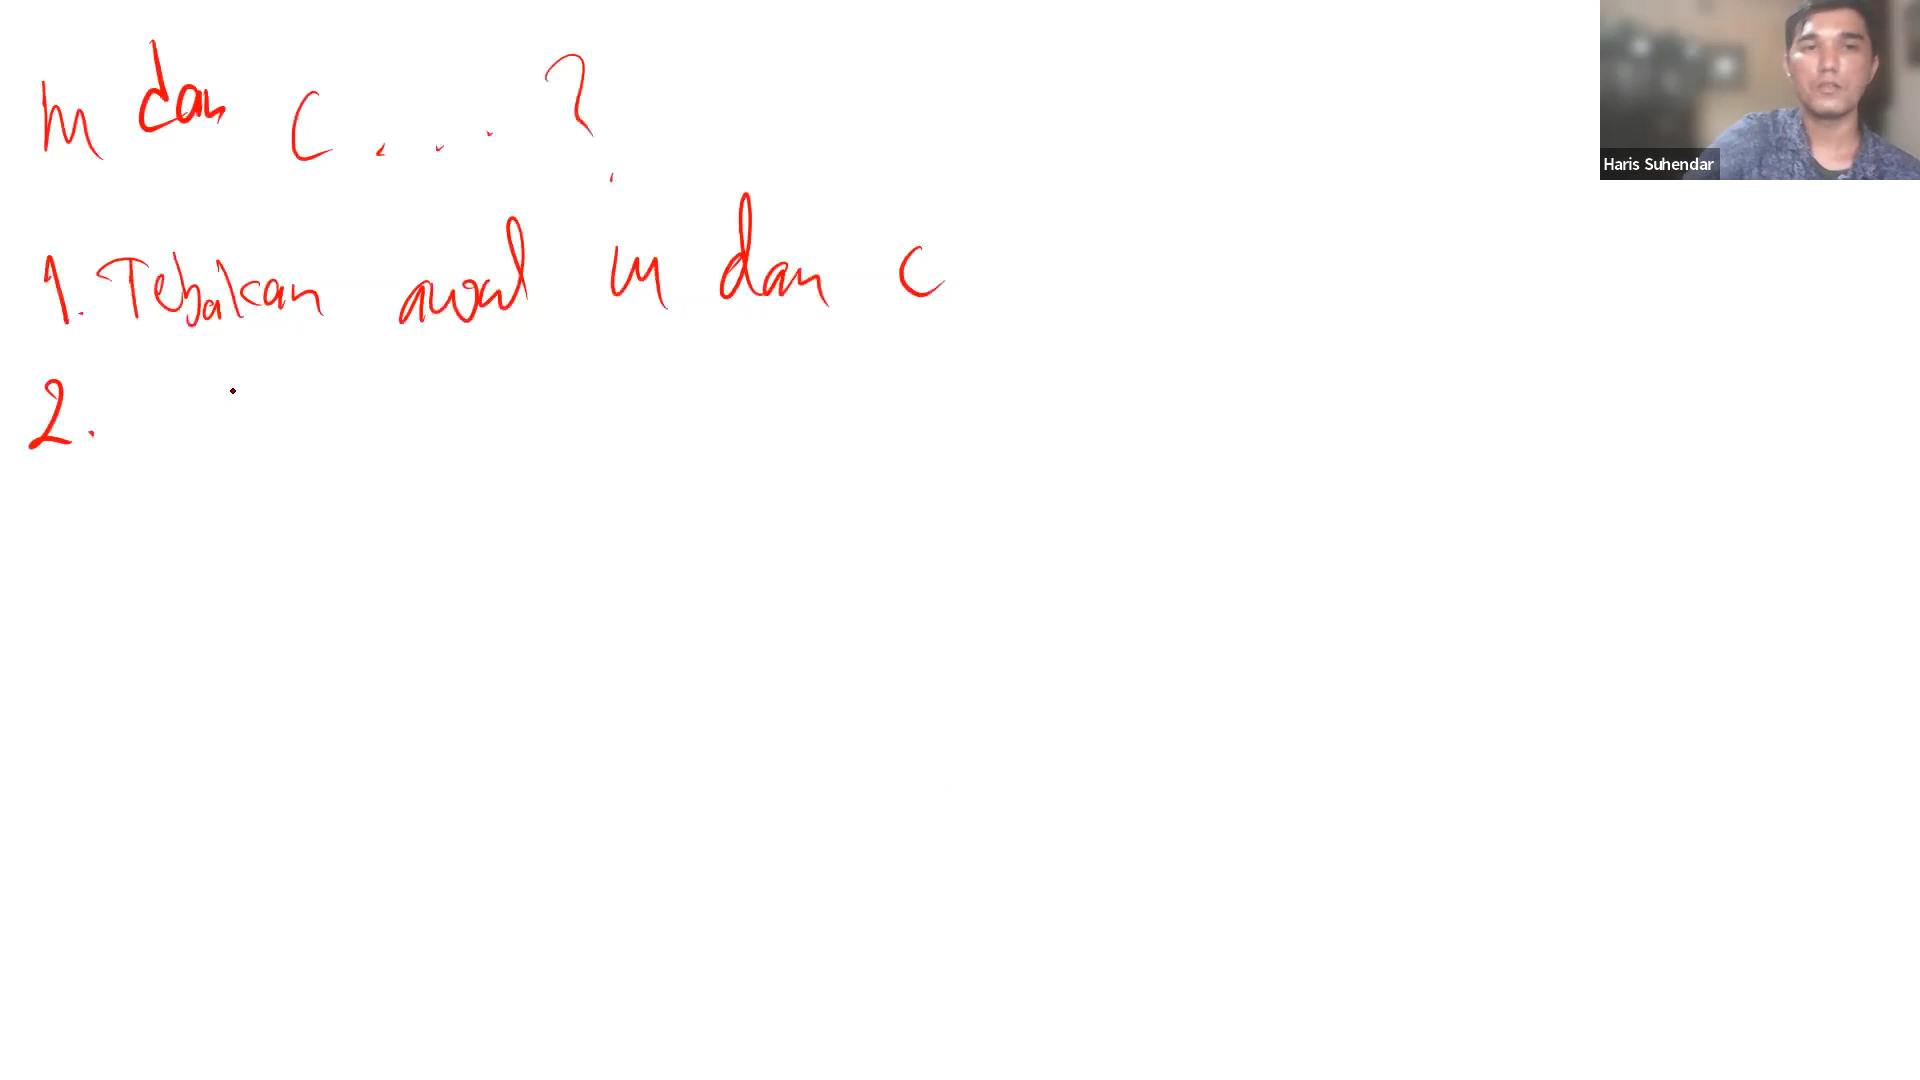 m dan c . . . ?
1. Tebakan awal m dan c
2.
Haris Suhendar